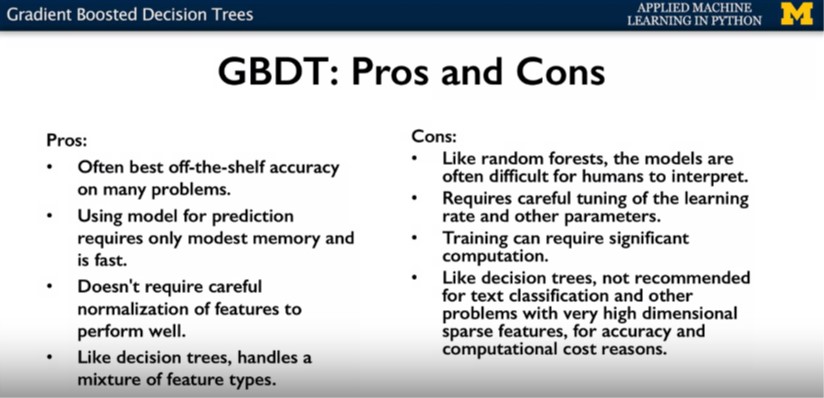 Gradient Boosted Decision Trees
APPLIED MACHINE
LEARNING IN PYTHON
M
GBDT: Pros and Cons
Pros:
• Often best off-the-shelf accuracy
on many problems.
• Using model for prediction
requires only modest memory and
is fast.
• Doesn't require careful
normalization of features to
perform well.
• Like decision trees, handles a
mixture of feature types.
Cons:
• Like random forests, the models are
often difficult for humans to interpret.
• Requires careful tuning of the learning
rate and other parameters.
• Training can require significant
computation.
• Like decision trees, not recommended
for text classification and other
problems with very high dimensional
sparse features, for accuracy and
computational cost reasons.